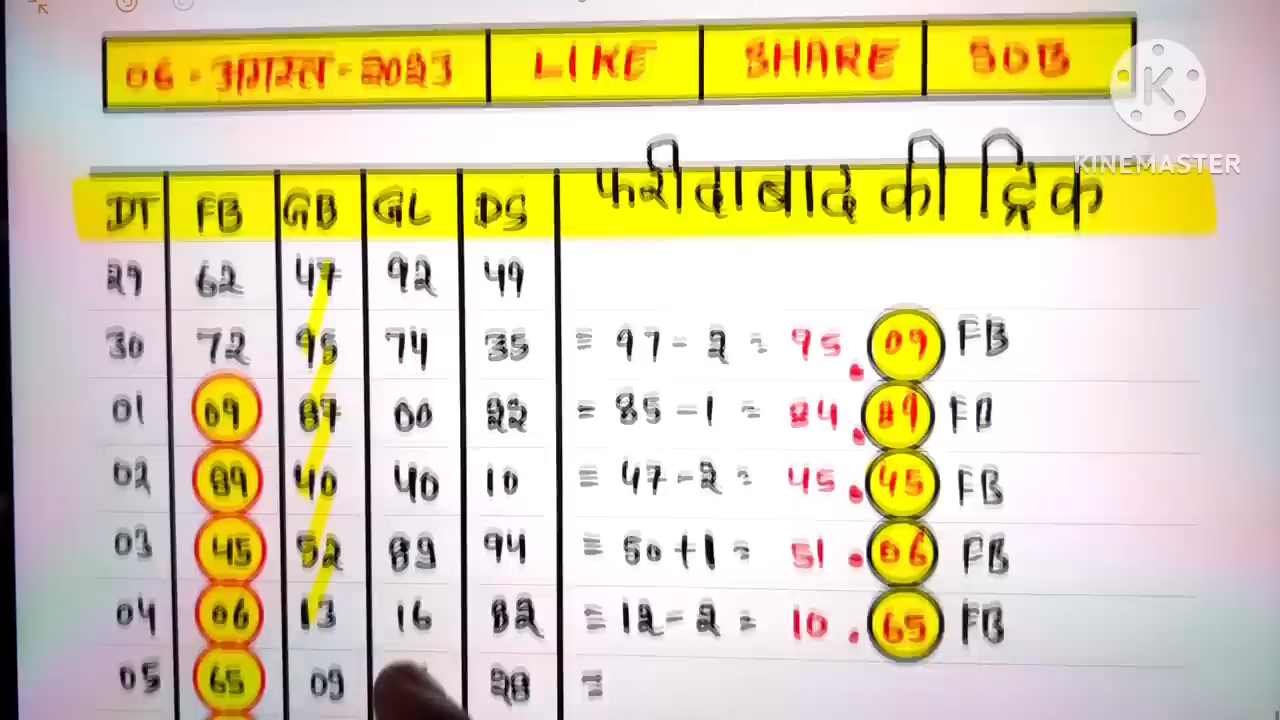 06 - अगस्त - 2023 LIKE SHARE SUB
KINEMASTER
DT FB GB GL DS फरीदाबाद की ट्रिक
29 62 47 92 49
30 72 95 74 35 = 97 - 2 = 95 . 09 FB
01 09 87 00 22 = 85 - 1 = 84 . 89 FB
02 89 40 40 10 = 47 - 2 = 45 . 45 FB
03 45 52 89 94 = 50 + 1 = 51 . 06 FB
04 06 13 16 82 = 12 - 2 = 10 . 65 FB
05 65 09 28 =